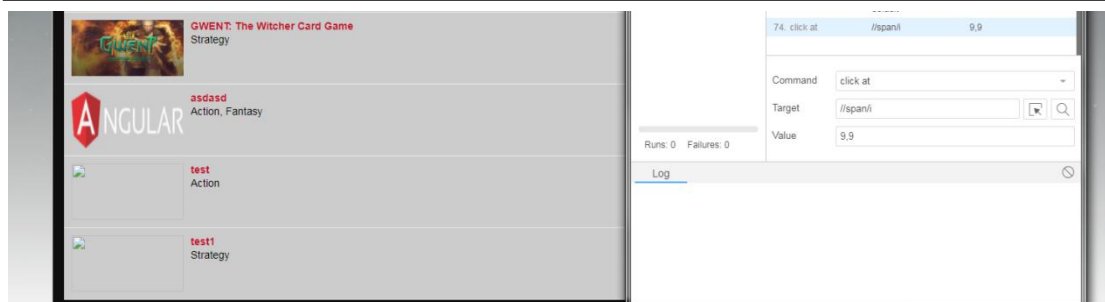 GWENT: The Witcher Card Game
Strategy
GWENT
asdasd
Action, Fantasy
ANGULAR
test
Action
test1
Strategy
74. click at //span/i 9,9
Command click at
Target //span/i
Value 9,9
Runs: 0 Failures: 0
Log